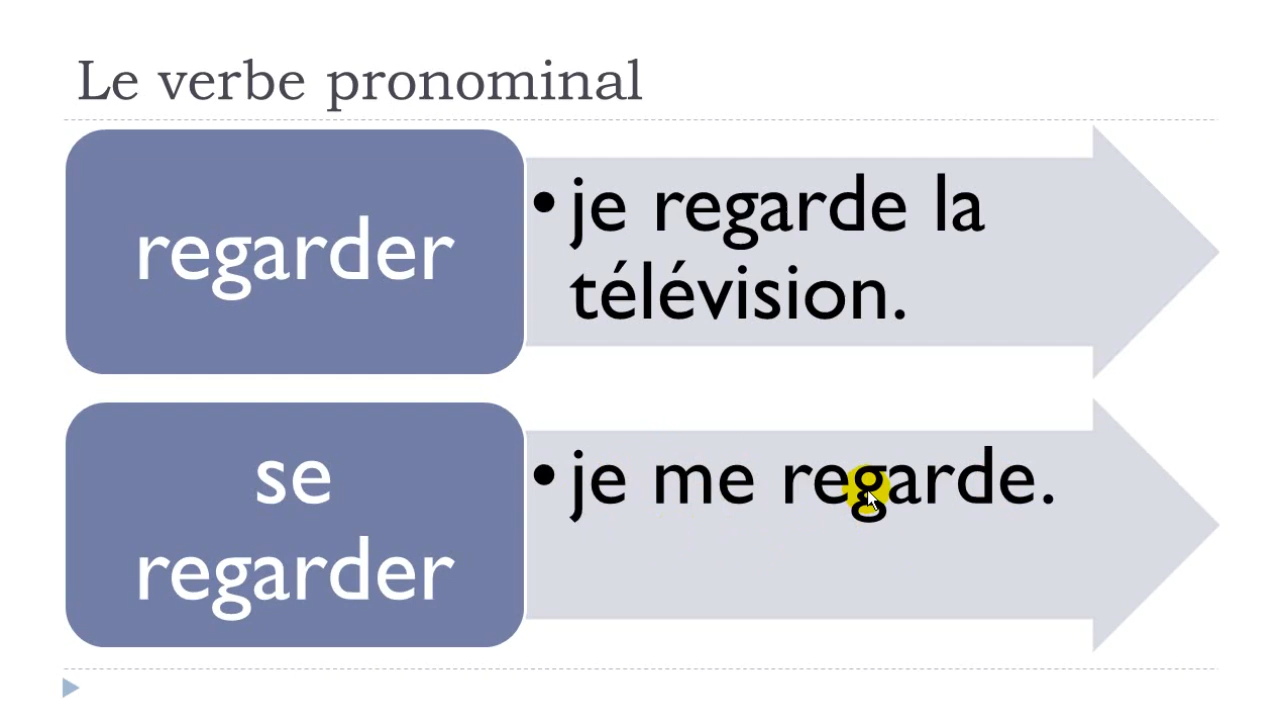 Le verbe pronominal
regarder
• je regarde la
télévision.
se
regarder
• je me regarde.